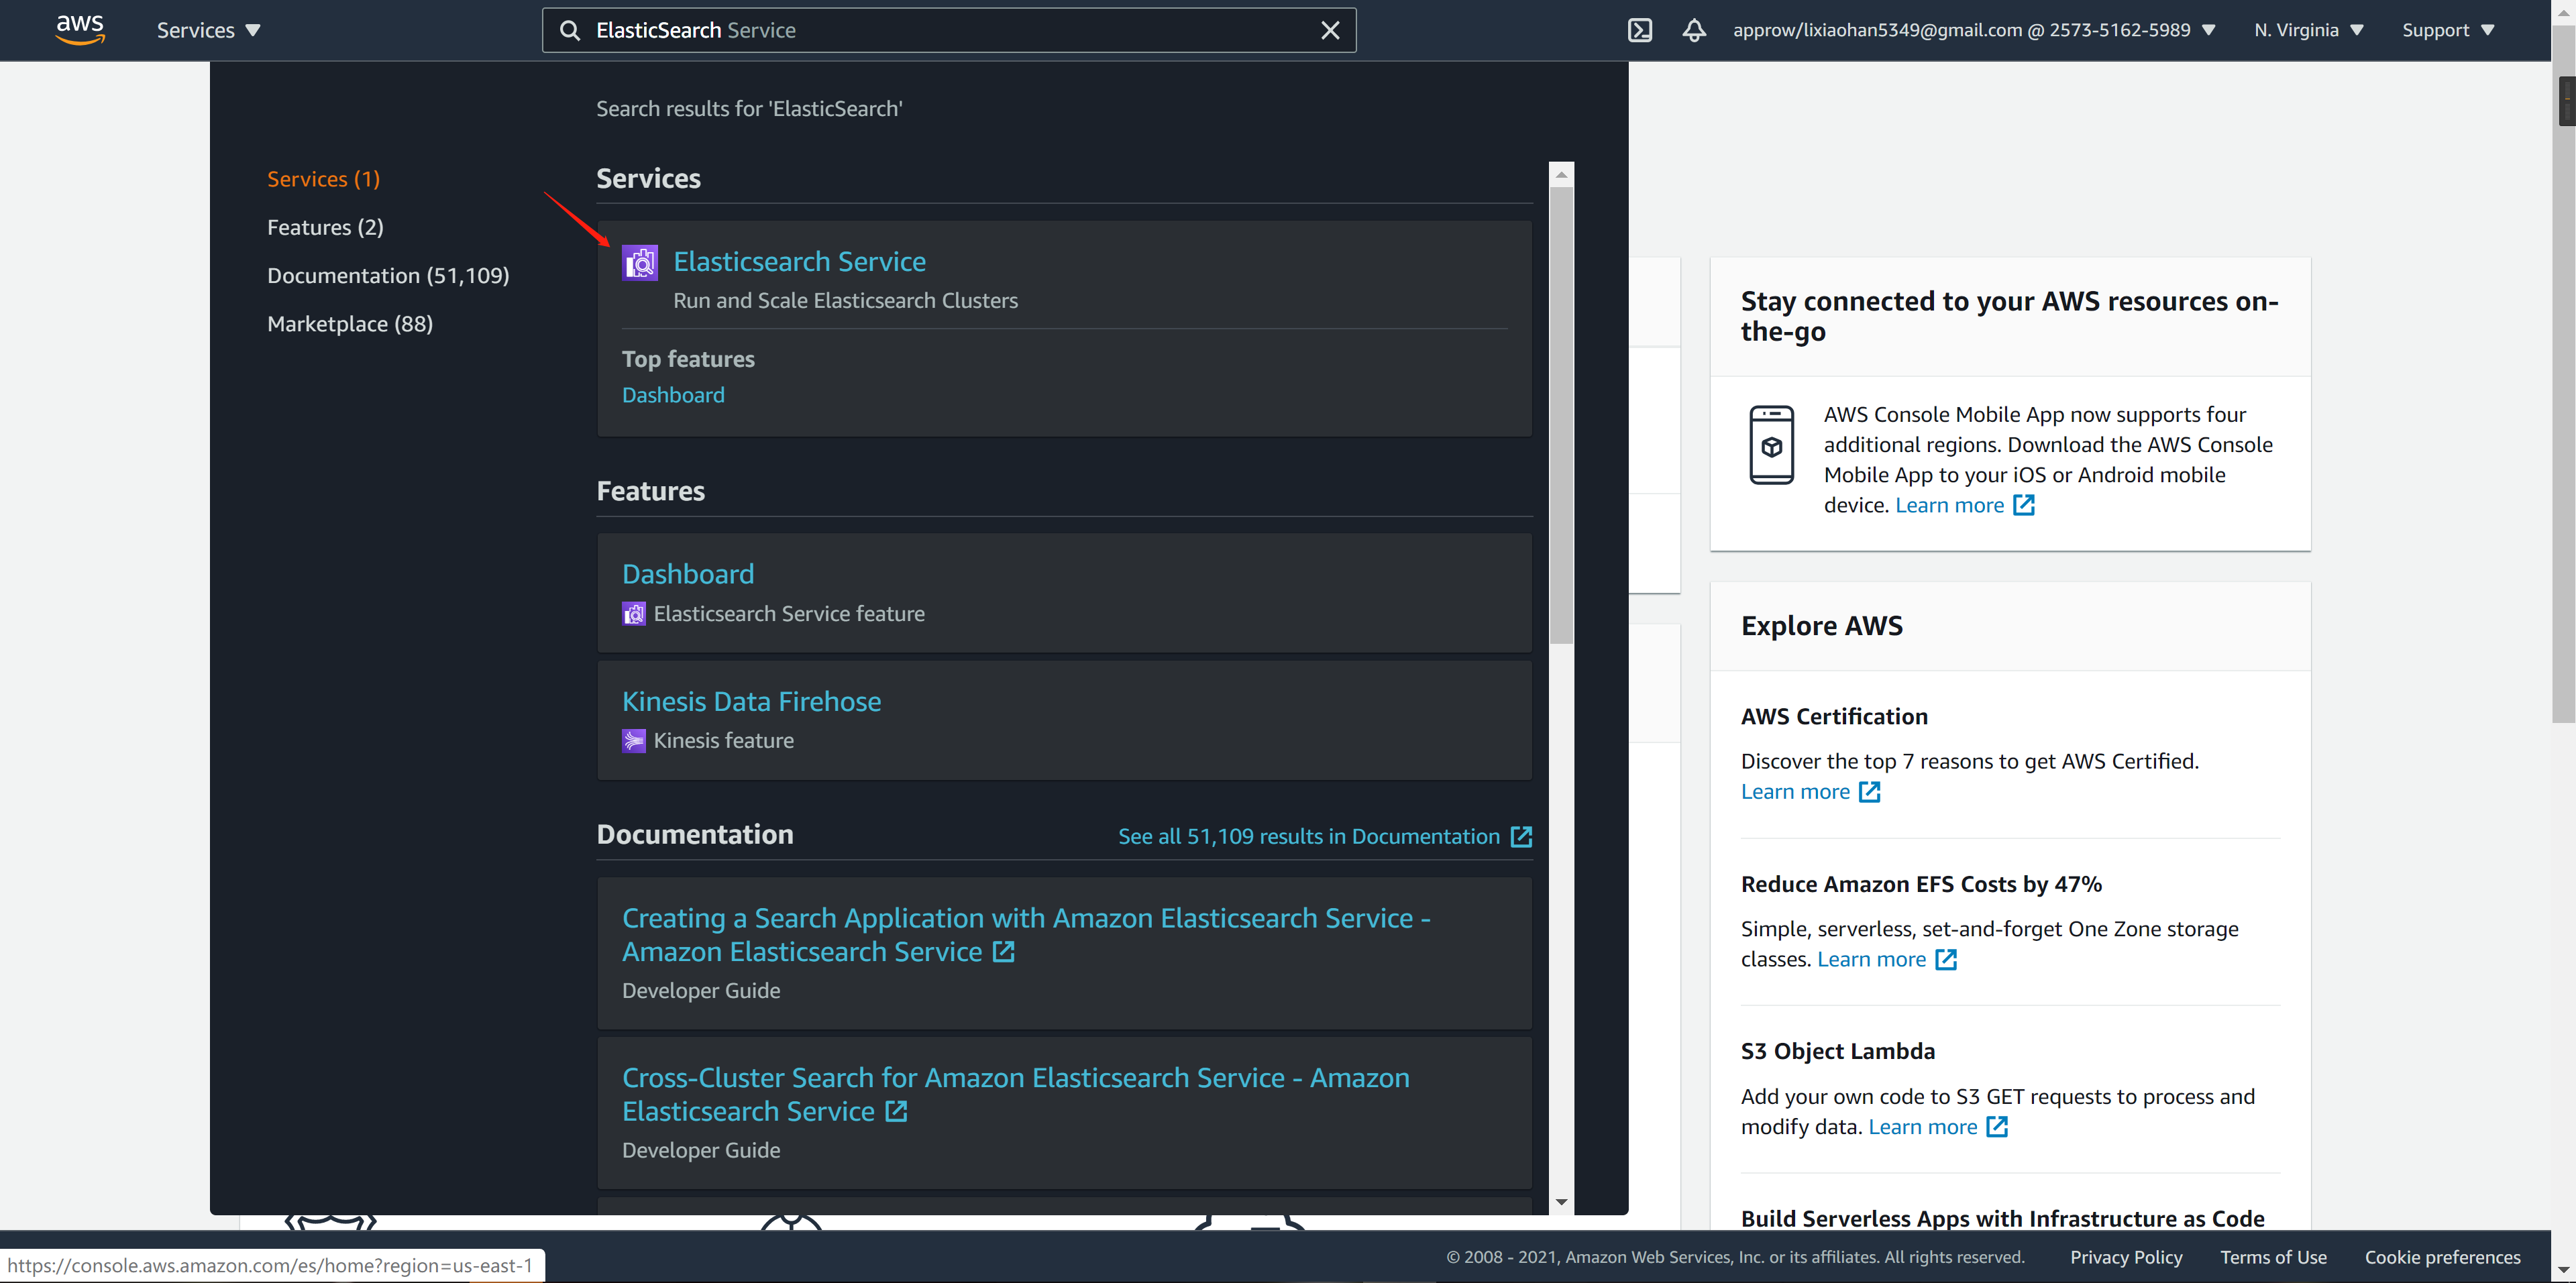 aws
Services
ElasticSearch Service
approw/lixiaohan5349@gmail.com @ 2573-5162-5989
N. Virginia
Support
Search results for 'ElasticSearch'
Services (1)
Features (2)
Documentation (51,109)
Marketplace (88)
Services
Elasticsearch Service
Run and Scale Elasticsearch Clusters
Top features
Dashboard
Features
Dashboard
Elasticsearch Service feature
Kinesis Data Firehose
Kinesis feature
Documentation
See all 51,109 results in Documentation
Creating a Search Application with Amazon Elasticsearch Service -
Amazon Elasticsearch Service
Developer Guide
Cross-Cluster Search for Amazon Elasticsearch Service - Amazon
Elasticsearch Service
Developer Guide
Stay connected to your AWS resources on-
the-go
AWS Console Mobile App now supports four
additional regions. Download the AWS Console
Mobile App to your iOS or Android mobile
device. Learn more
Explore AWS
AWS Certification
Discover the top 7 reasons to get AWS Certified.
Learn more
Reduce Amazon EFS Costs by 47%
Simple, serverless, set-and-forget One Zone storage
classes. Learn more
S3 Object Lambda
Add your own code to S3 GET requests to process and
modify data. Learn more
Build Serverless Apps with Infrastructure as Code
https://console.aws.amazon.com/es/home?region=us-east-1
© 2008 - 2021, Amazon Web Services, Inc. or its affiliates. All rights reserved.
Privacy Policy
Terms of Use
Cookie preferences